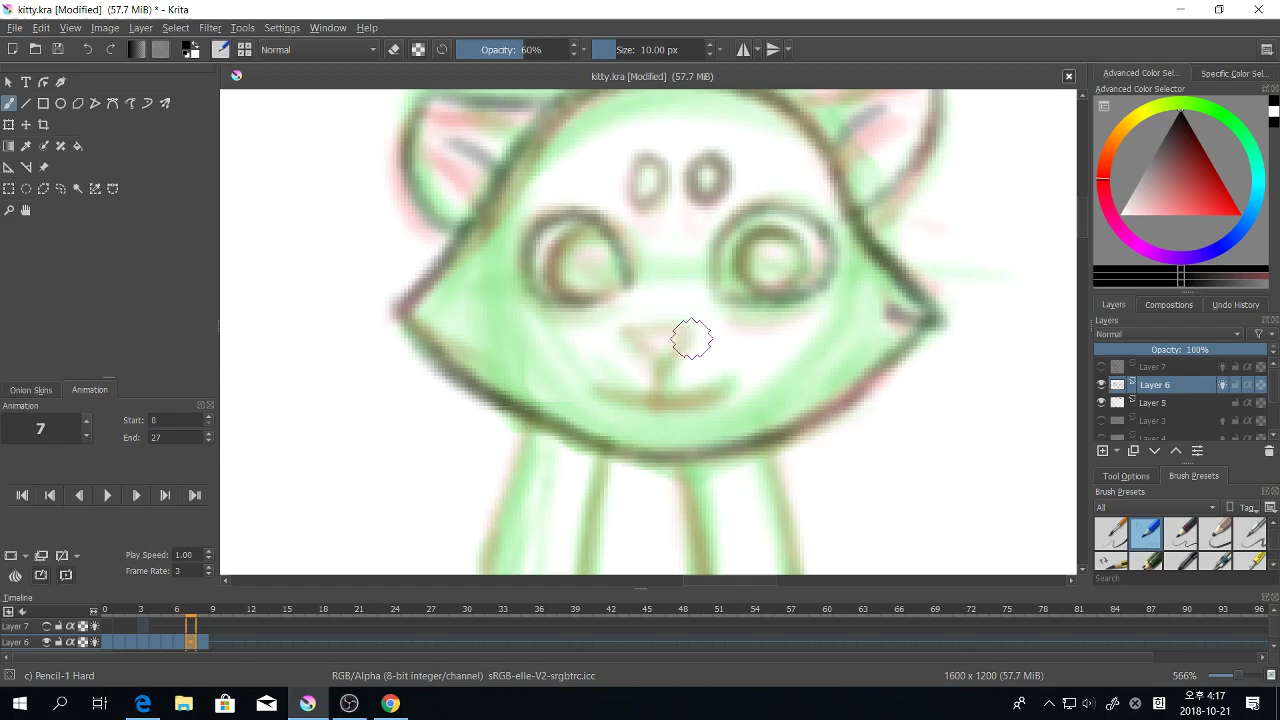 kitty.kra [Modified] (57.7 MiB) * - Krita
File Edit View Image Layer Select Filter Tools Settings Window Help
Normal Opacity: 60% Size: 10.00 px
kitty.kra [Modified] (57.7 MiB)
Advanced Color Sel... Specific Color Sel...
Advanced Color Selector
Layers Compositions Undo History
Layers
Normal
Opacity: 100%
Layer 7
Layer 6
Layer 5
Layer 3
Layer 4
Tool Options Brush Presets
Brush Presets
All Tag
Search
Onion Skins Animation
Animation
7
Start: 0
End: 27
Play Speed: 1.00
Frame Rate: 3
Timeline
0 3 6 9 12 15 18 21 24 27 30 33 36 39 42 45 48 51 54 57 60 63 66 69 72 75 78 81 84 87 90 93 96
Layer 7
Layer 6
c) Pencil-1 Hard RGB/Alpha (8-bit integer/channel) sRGB-elle-V2-srgbtrc.icc 1600 x 1200 (57.7 MiB) 566%
오후 4:17
2018-10-21